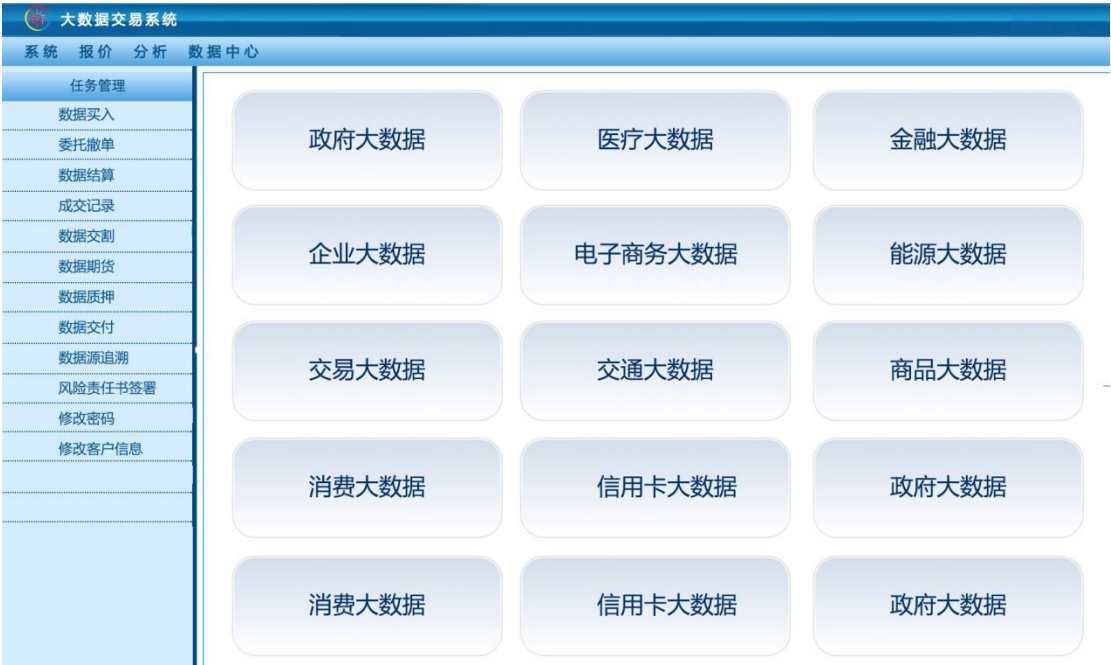 大数据交易系统
系统 报价 分析 数据中心
任务管理
数据买入
委托撤单
数据结算
成交记录
数据交割
数据期货
数据质押
数据交付
数据源追溯
风险责任书签署
修改密码
修改客户信息
政府大数据 医疗大数据 金融大数据
企业大数据 电子商务大数据 能源大数据
交易大数据 交通大数据 商品大数据
消费大数据 信用卡大数据 政府大数据
消费大数据 信用卡大数据 政府大数据